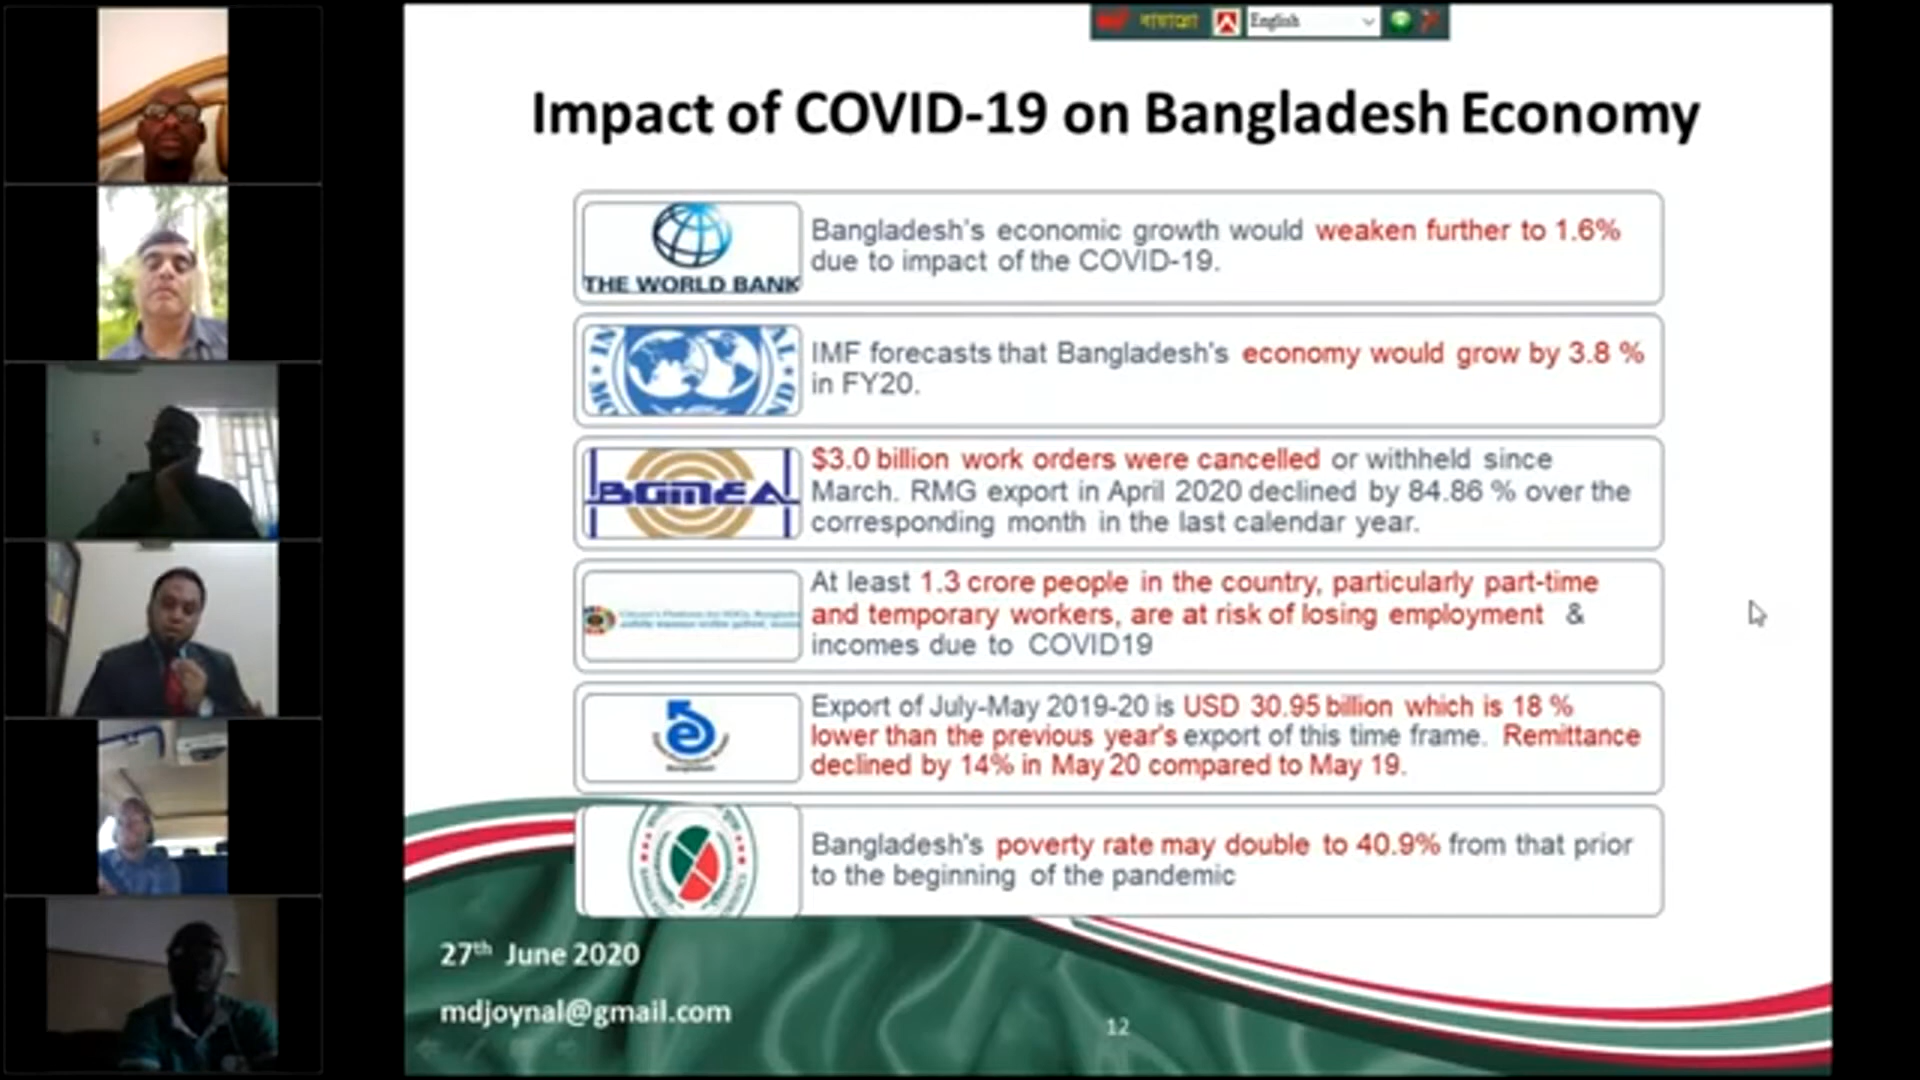 সাময়িক
English
Impact of COVID-19 on Bangladesh Economy
THE WORLD BANK
Bangladesh's economic growth would weaken further to 1.6%
due to impact of the COVID-19.
IMF forecasts that Bangladesh's economy would grow by 3.8 %
in FY20.
BGMEA
$3.0 billion work orders were cancelled or withheld since
March. RMG export in April 2020 declined by 84.86 % over the
corresponding month in the last calendar year.
At least 1.3 crore people in the country, particularly part-time
and temporary workers, are at risk of losing employment &
incomes due to COVID19
Export of July-May 2019-20 is USD 30.95 billion which is 18 %
lower than the previous year's export of this time frame. Remittance
declined by 14% in May 20 compared to May 19.
Bangladesh's poverty rate may double to 40.9% from that prior
to the beginning of the pandemic
27th June 2020
mdjoynal@gmail.com
12